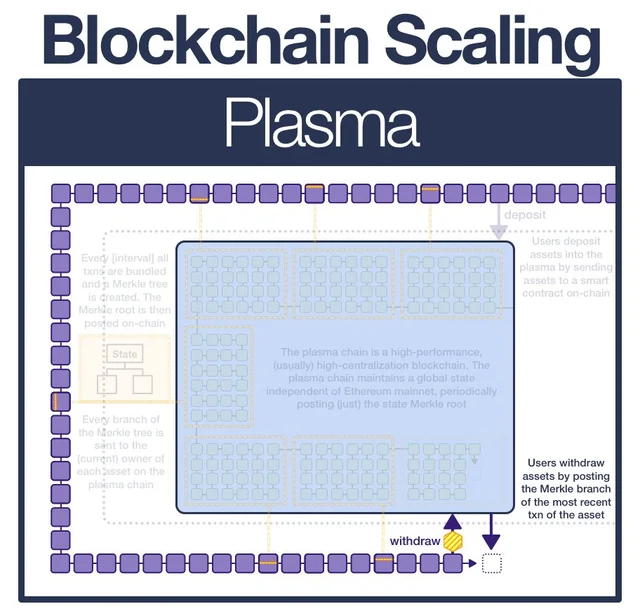 Blockchain Scaling
Plasma
deposit
Users deposit
assets into the
plasma by sending
assets to a smart
contract on-chain
Every [interval] all
txns are bundled
and a Merkle tree
is created. The
Merkle root is then
posted on-chain
State
The plasma chain is a high-performance,
(usually) high-centralization blockchain. The
plasma chain maintains a global state
independent of Ethereum mainnet, periodically
posting (just) the state Merkle root
Every branch of
the Merkle tree is
sent to the
(current) owner of
each asset on the
plasma chain
Users withdraw
assets by posting
the Merkle branch
of the most recent
txn of the asset
withdraw